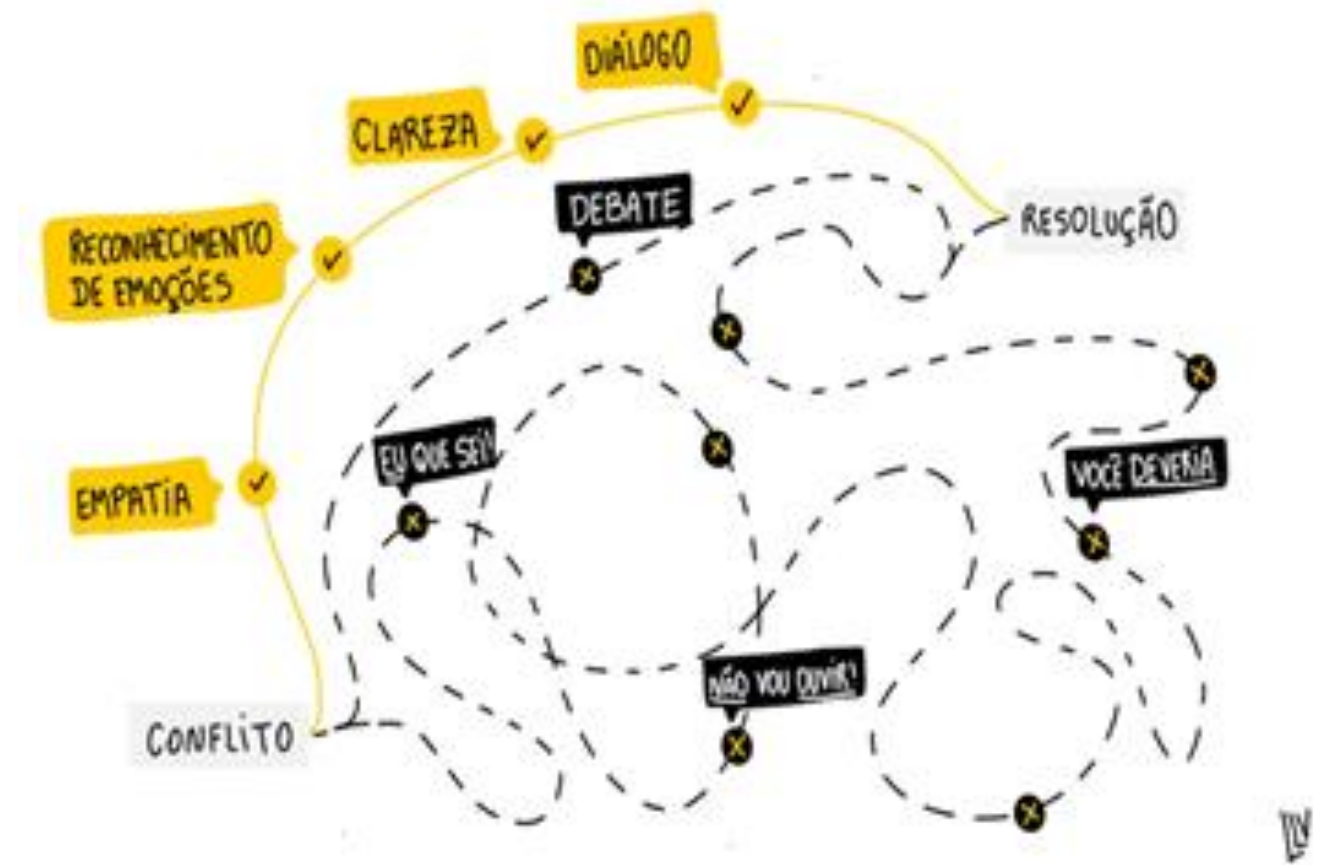 DIÁLOGO
CLAREZA
DEBATE
RECONHECIMENTO
DE EMOÇÕES
RESOLUÇÃO
EU QUE SEI!
VOCÊ DEVERIA
EMPATIA
NÃO VOU OUVIR!
CONFLITO